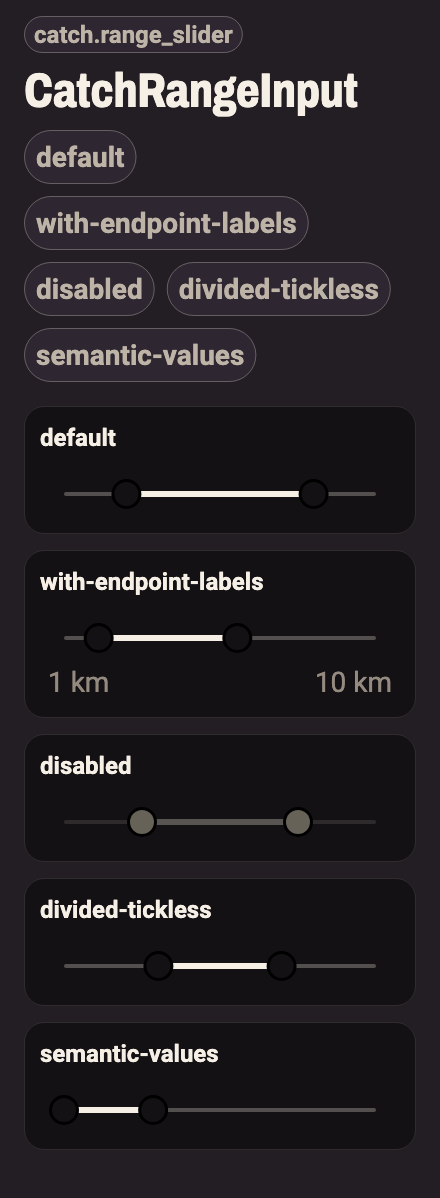 catch.range_slider
CatchRangeInput
default
with-endpoint-labels
disabled divided-tickless
semantic-values
default
with-endpoint-labels
1 km 10 km
disabled
divided-tickless
semantic-values